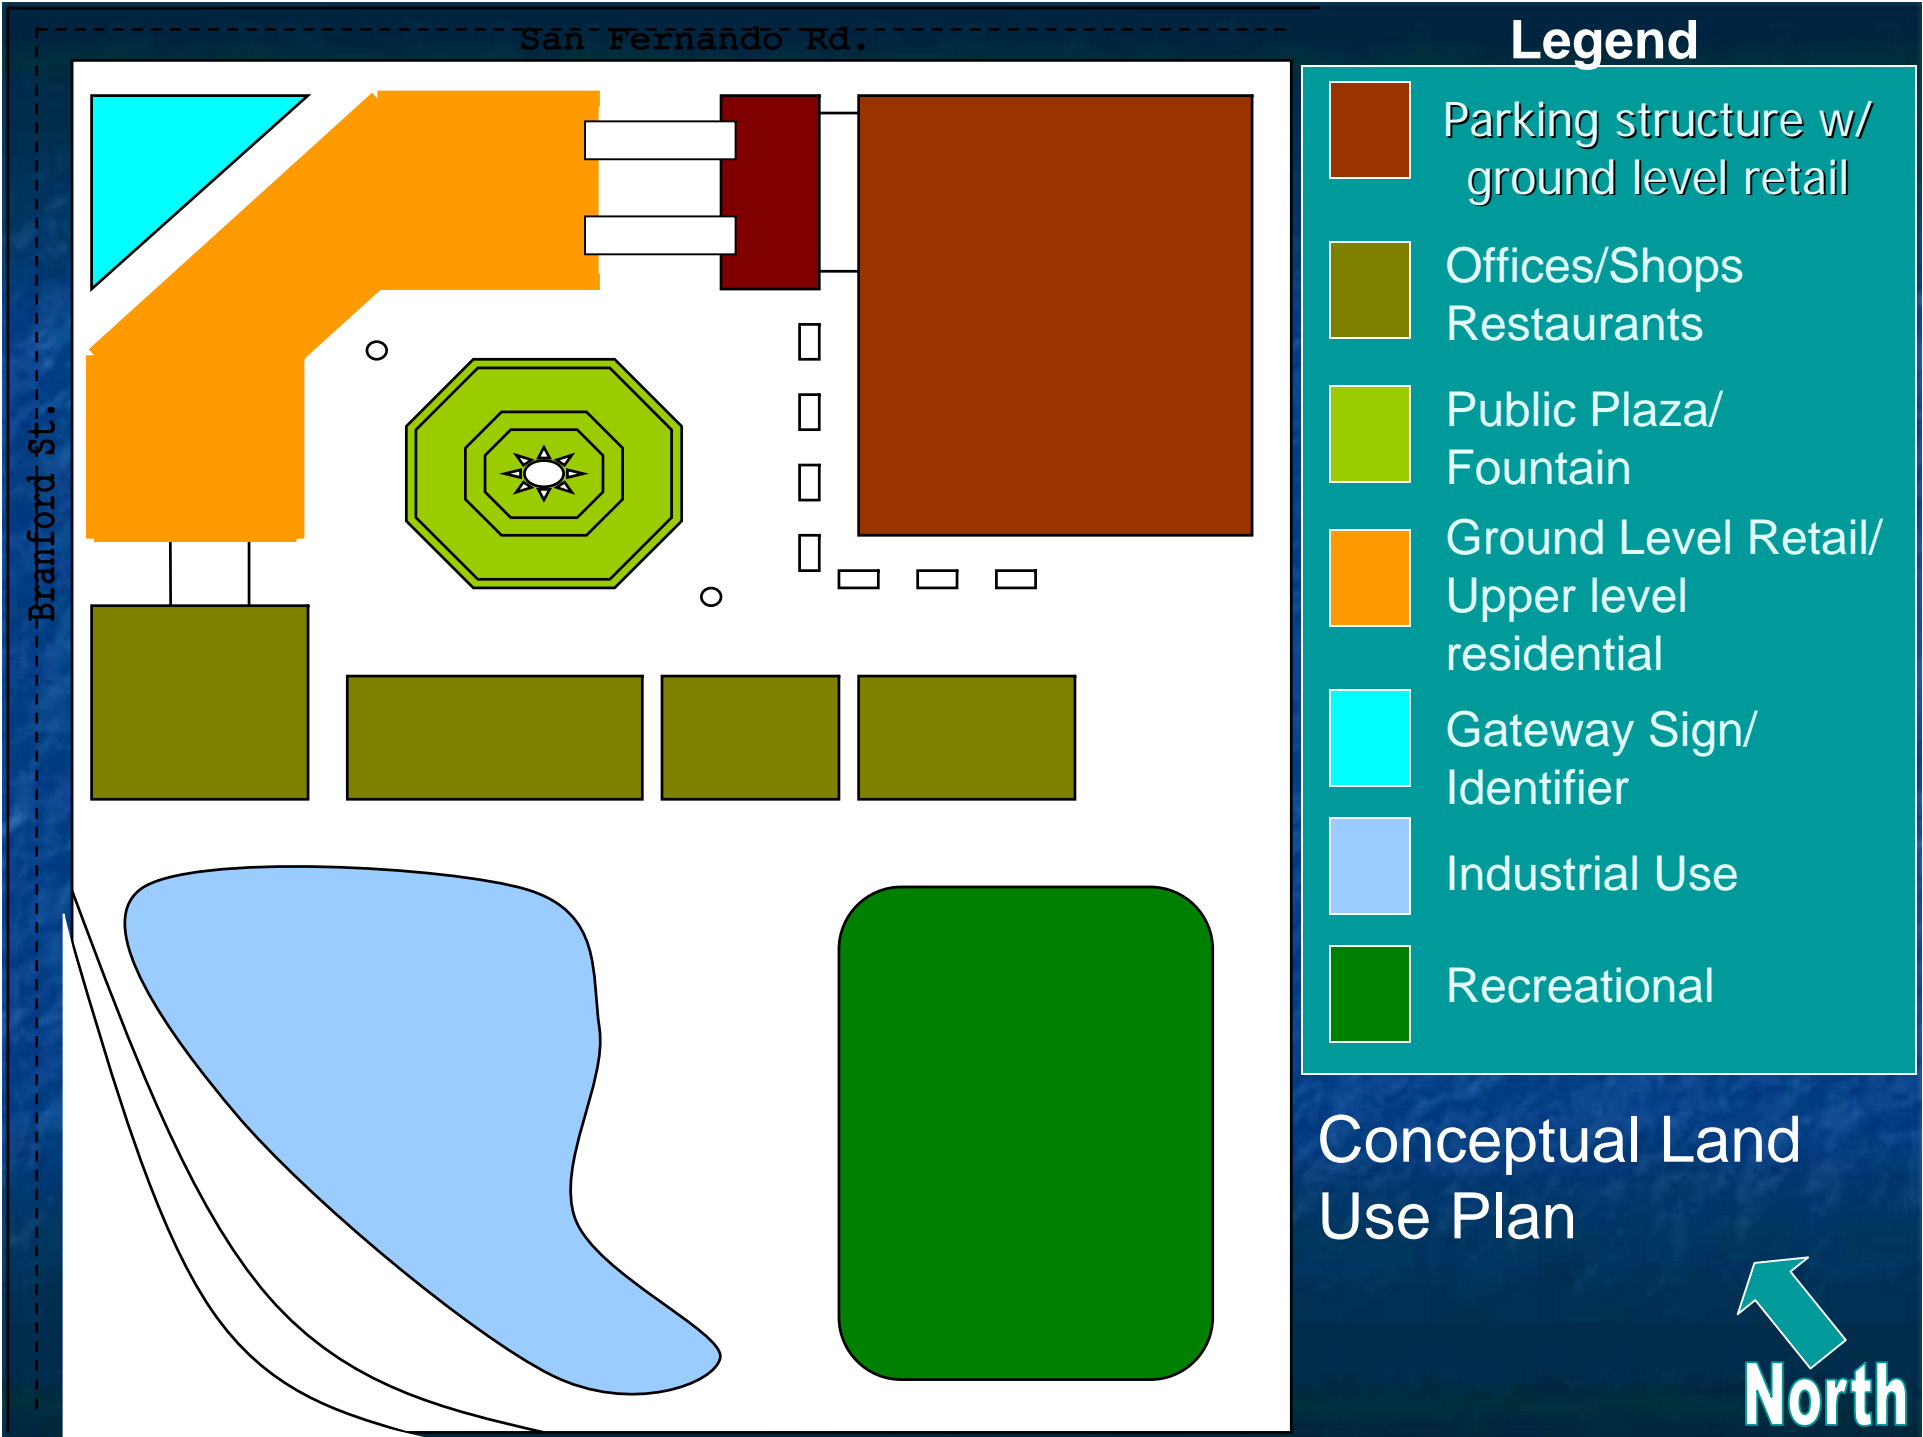 San Fernando Rd.
Branford St.
Legend
Parking structure w/
ground level retail
Offices/Shops
Restaurants
Public Plaza/
Fountain
Ground Level Retail/
Upper level
residential
Gateway Sign/
Identifier
Industrial Use
Recreational
Conceptual Land
Use Plan
North